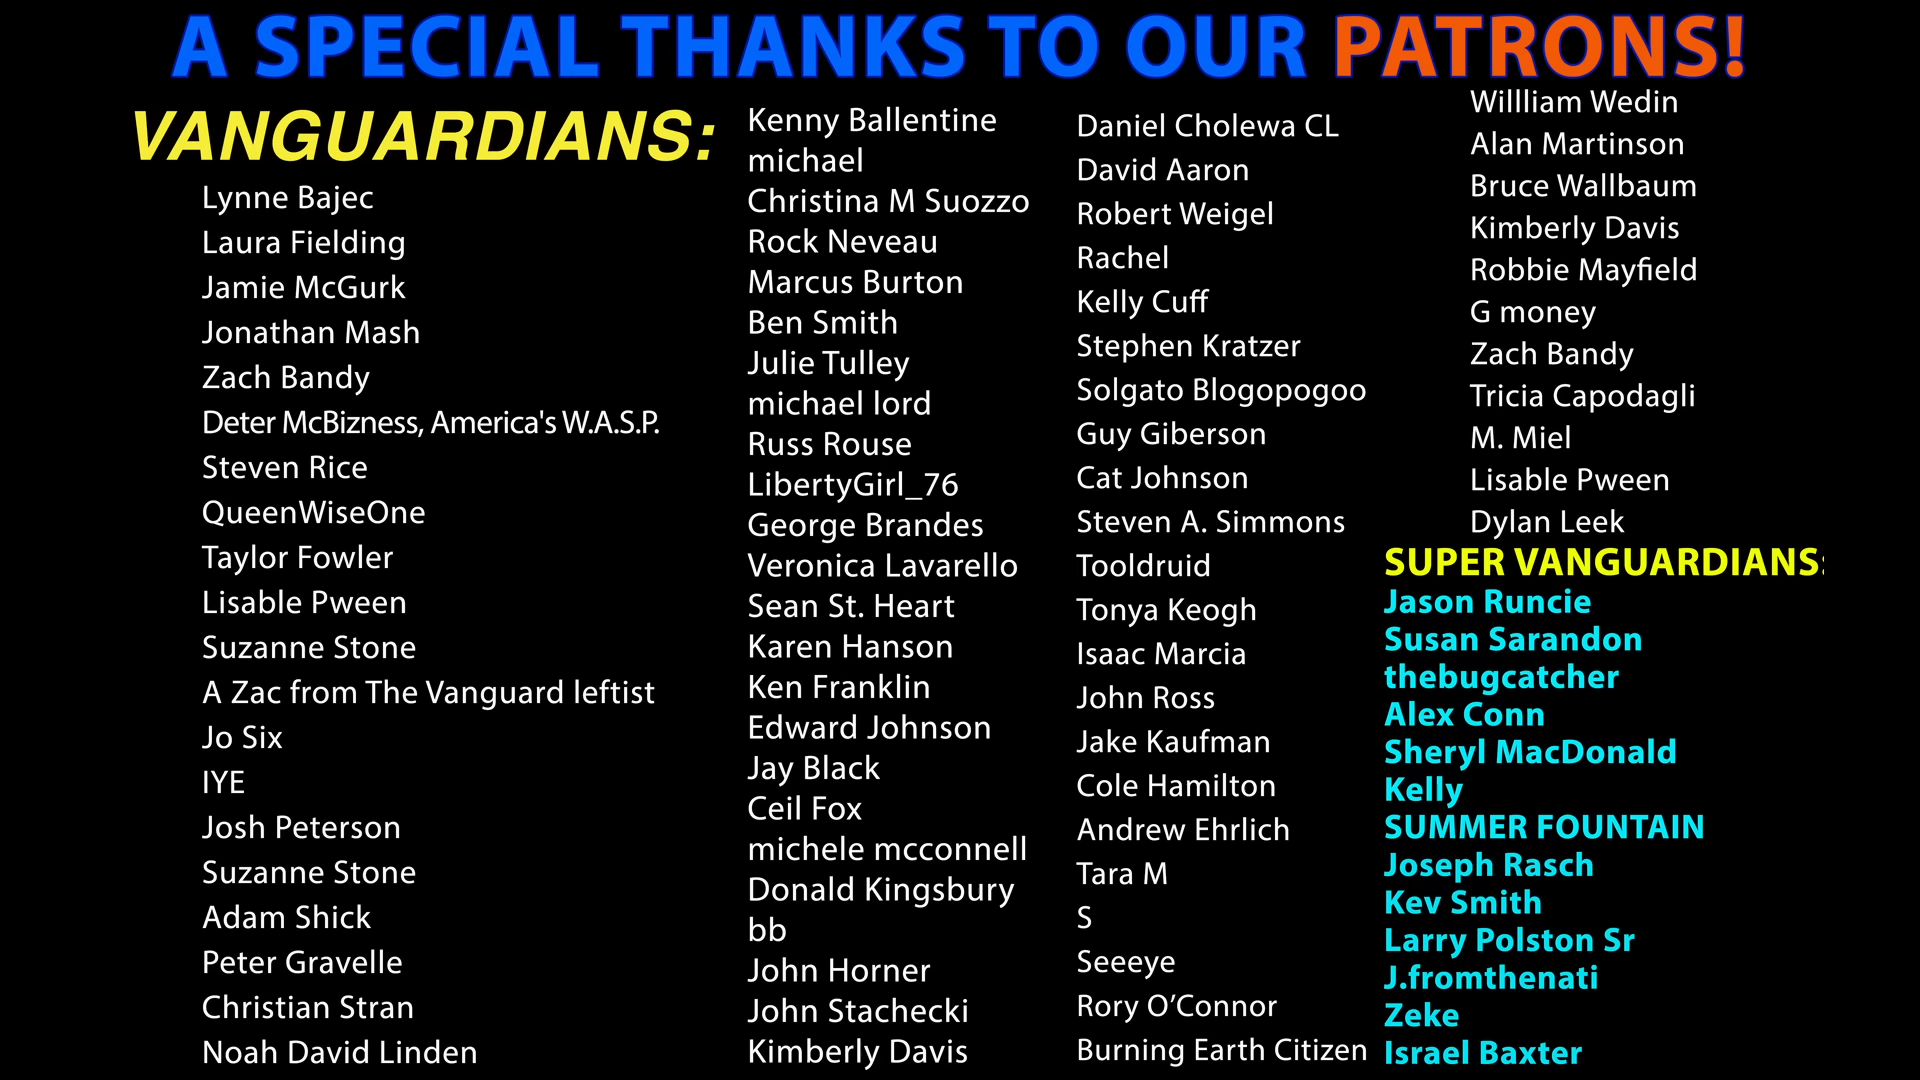 A SPECIAL THANKS TO OUR PATRONS!
VANGUARDIANS:
Lynne Bajec
Laura Fielding
Jamie McGurk
Jonathan Mash
Zach Bandy
Deter McBizness, America's W.A.S.P.
Steven Rice
QueenWiseOne
Taylor Fowler
Lisable Pween
Suzanne Stone
A Zac from The Vanguard leftist
Jo Six
IYE
Josh Peterson
Suzanne Stone
Adam Shick
Peter Gravelle
Christian Stran
Noah David Linden
Kenny Ballentine
michael
Christina M Suozzo
Rock Neveau
Marcus Burton
Ben Smith
Julie Tulley
michael lord
Russ Rouse
LibertyGirl_76
George Brandes
Veronica Lavarello
Sean St. Heart
Karen Hanson
Ken Franklin
Edward Johnson
Jay Black
Ceil Fox
michele mcconnell
Donald Kingsbury
bb
John Horner
John Stachecki
Kimberly Davis
Daniel Cholewa CL
David Aaron
Robert Weigel
Rachel
Kelly Cuff
Stephen Kratzer
Solgato Blogopogoo
Guy Giberson
Cat Johnson
Steven A. Simmons
Tooldruid
Tonya Keogh
Isaac Marcia
John Ross
Jake Kaufman
Cole Hamilton
Andrew Ehrlich
Tara M
S
Seeeye
Rory O’Connor
Burning Earth Citizen
Willliam Wedin
Alan Martinson
Bruce Wallbaum
Kimberly Davis
Robbie Mayfield
G money
Zach Bandy
Tricia Capodagli
M. Miel
Lisable Pween
Dylan Leek
SUPER VANGUARDIANS:
Jason Runcie
Susan Sarandon
thebugcatcher
Alex Conn
Sheryl MacDonald
Kelly
SUMMER FOUNTAIN
Joseph Rasch
Kev Smith
Larry Polston Sr
J.fromthenati
Zeke
Israel Baxter